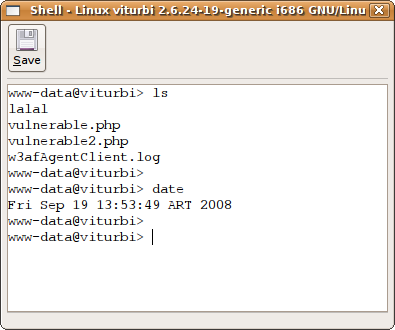 Shell - Linux viturbi 2.6.24-19-generic i686 GNU/Linu
Save
www-data@viturbi> ls
lalal
vulnerable.php
vulnerable2.php
w3afAgentClient.log
www-data@viturbi>
www-data@viturbi> date
Fri Sep 19 13:53:49 ART 2008
www-data@viturbi>
www-data@viturbi>